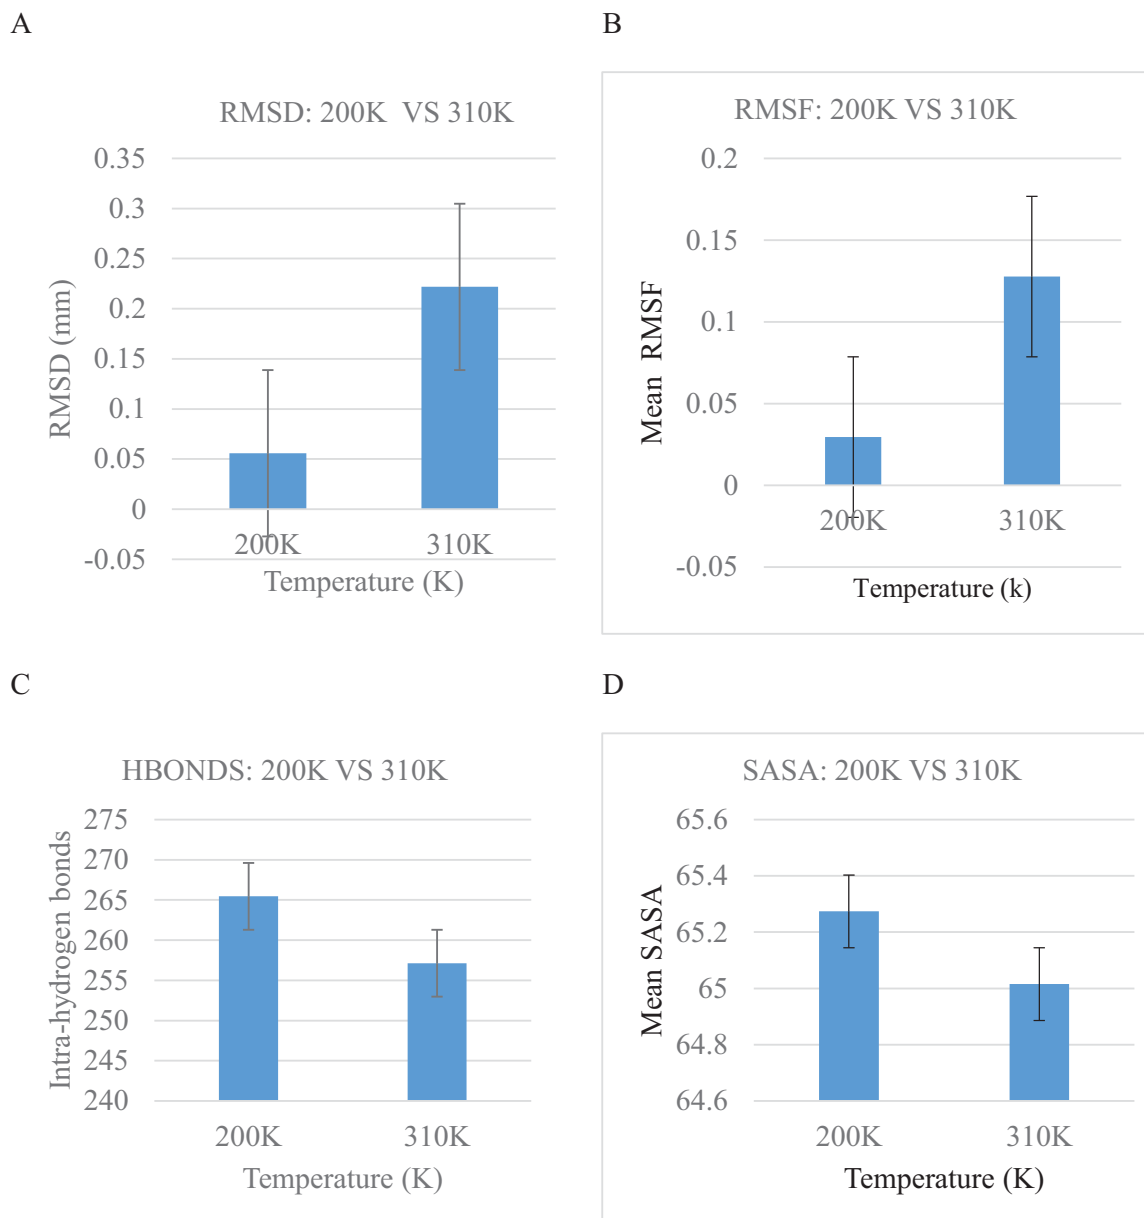 A
RMSD: 200K  VS 310K
0.35
0.3
0.25
0.2
0.15
0.1
0.05
0
-0.05
RMSD (mm)
200K
310K
Temperature (K)
B
RMSF: 200K VS 310K
0.2
0.15
0.1
0.05
0
-0.05
Mean  RMSF
200K
310K
Temperature (k)
C
HBONDS: 200K VS 310K
275
270
265
260
255
250
245
240
Intra-hydrogen bonds
200K
310K
Temperature (K)
D
SASA: 200K VS 310K
65.6
65.4
65.2
65
64.8
64.6
Mean SASA
200K
310K
Temperature (K)